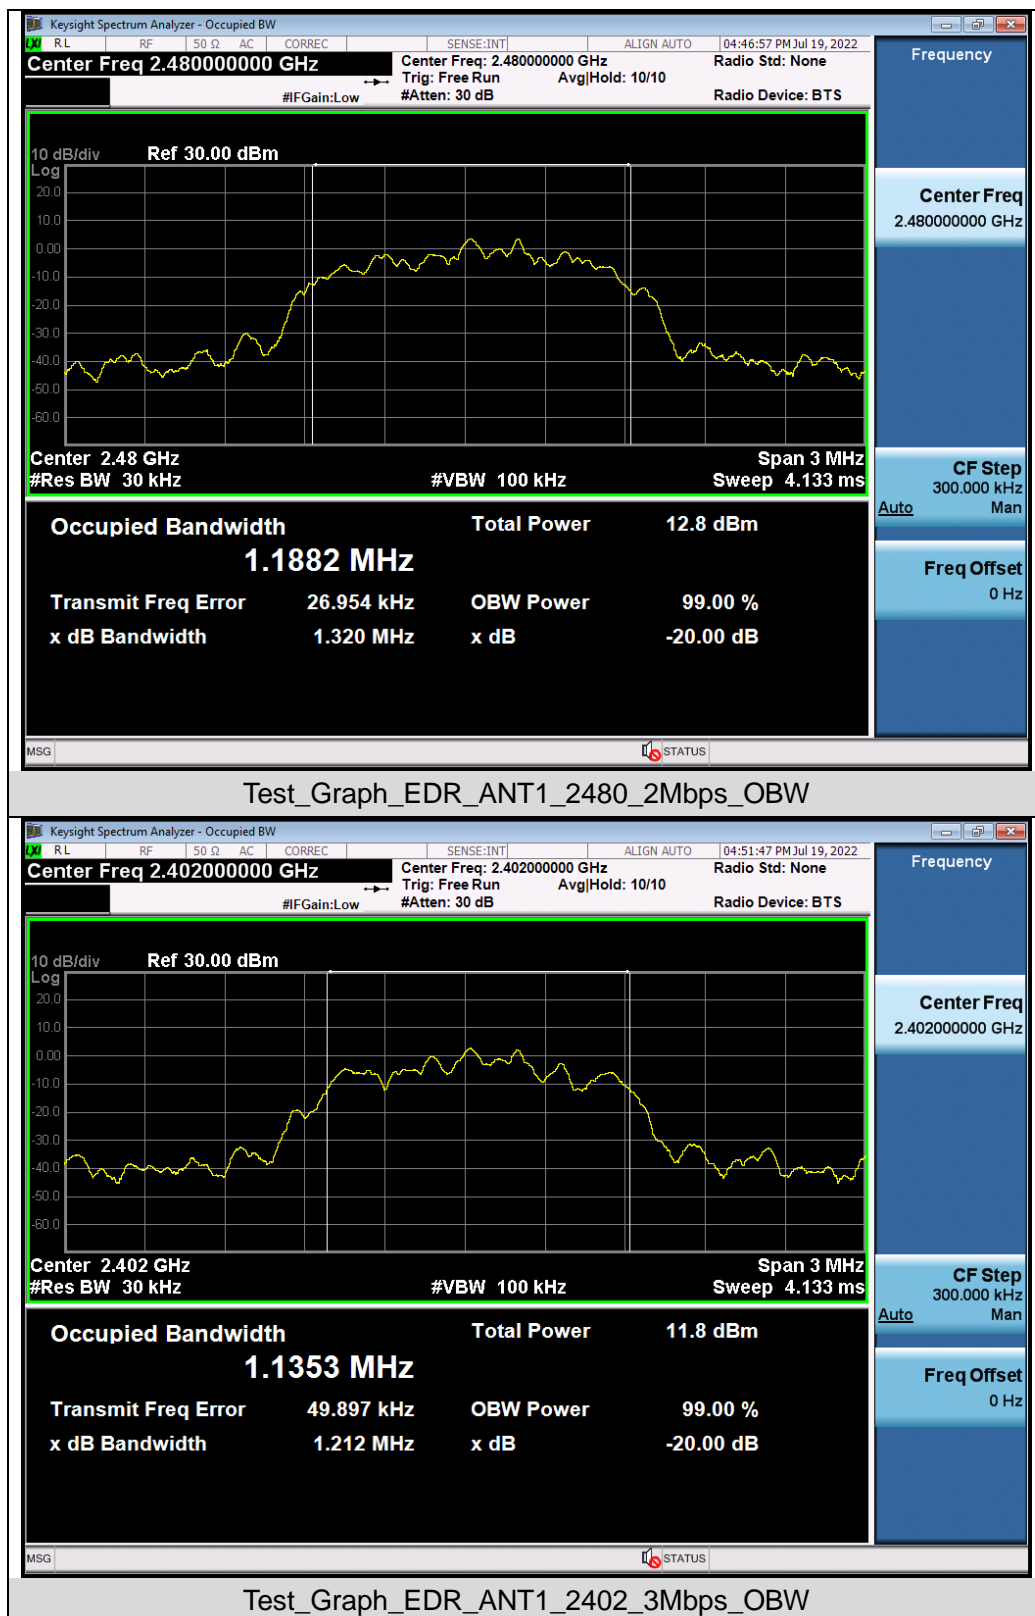 Keysight Spectrum Analyzer - Occupied BW
LXI RL RF 50 Ω AC CORREC SENSE:INT ALIGN AUTO 04:46:57 PM Jul 19, 2022
Center Freq 2.480000000 GHz
Center Freq: 2.480000000 GHz Radio Std: None
Trig: Free Run Avg|Hold: 10/10
#IFGain:Low #Atten: 30 dB Radio Device: BTS
Frequency
10 dB/div Ref 30.00 dBm
Log
20.0
10.0
0.00
-10.0
-20.0
-30.0
-40.0
-50.0
-60.0
Center 2.48 GHz Span 3 MHz
#Res BW 30 kHz #VBW 100 kHz Sweep 4.133 ms
Center Freq
2.480000000 GHz
CF Step
300.000 kHz
Auto Man
Freq Offset
0 Hz
Occupied Bandwidth Total Power 12.8 dBm
1.1882 MHz
Transmit Freq Error 26.954 kHz OBW Power 99.00 %
x dB Bandwidth 1.320 MHz x dB -20.00 dB
MSG STATUS
Test_Graph_EDR_ANT1_2480_2Mbps_OBW
Keysight Spectrum Analyzer - Occupied BW
LXI RL RF 50 Ω AC CORREC SENSE:INT ALIGN AUTO 04:51:47 PM Jul 19, 2022
Center Freq 2.402000000 GHz
Center Freq: 2.402000000 GHz Radio Std: None
Trig: Free Run Avg|Hold: 10/10
#IFGain:Low #Atten: 30 dB Radio Device: BTS
Frequency
10 dB/div Ref 30.00 dBm
Log
20.0
10.0
0.00
-10.0
-20.0
-30.0
-40.0
-50.0
-60.0
Center 2.402 GHz Span 3 MHz
#Res BW 30 kHz #VBW 100 kHz Sweep 4.133 ms
Center Freq
2.402000000 GHz
CF Step
300.000 kHz
Auto Man
Freq Offset
0 Hz
Occupied Bandwidth Total Power 11.8 dBm
1.1353 MHz
Transmit Freq Error 49.897 kHz OBW Power 99.00 %
x dB Bandwidth 1.212 MHz x dB -20.00 dB
MSG STATUS
Test_Graph_EDR_ANT1_2402_3Mbps_OBW